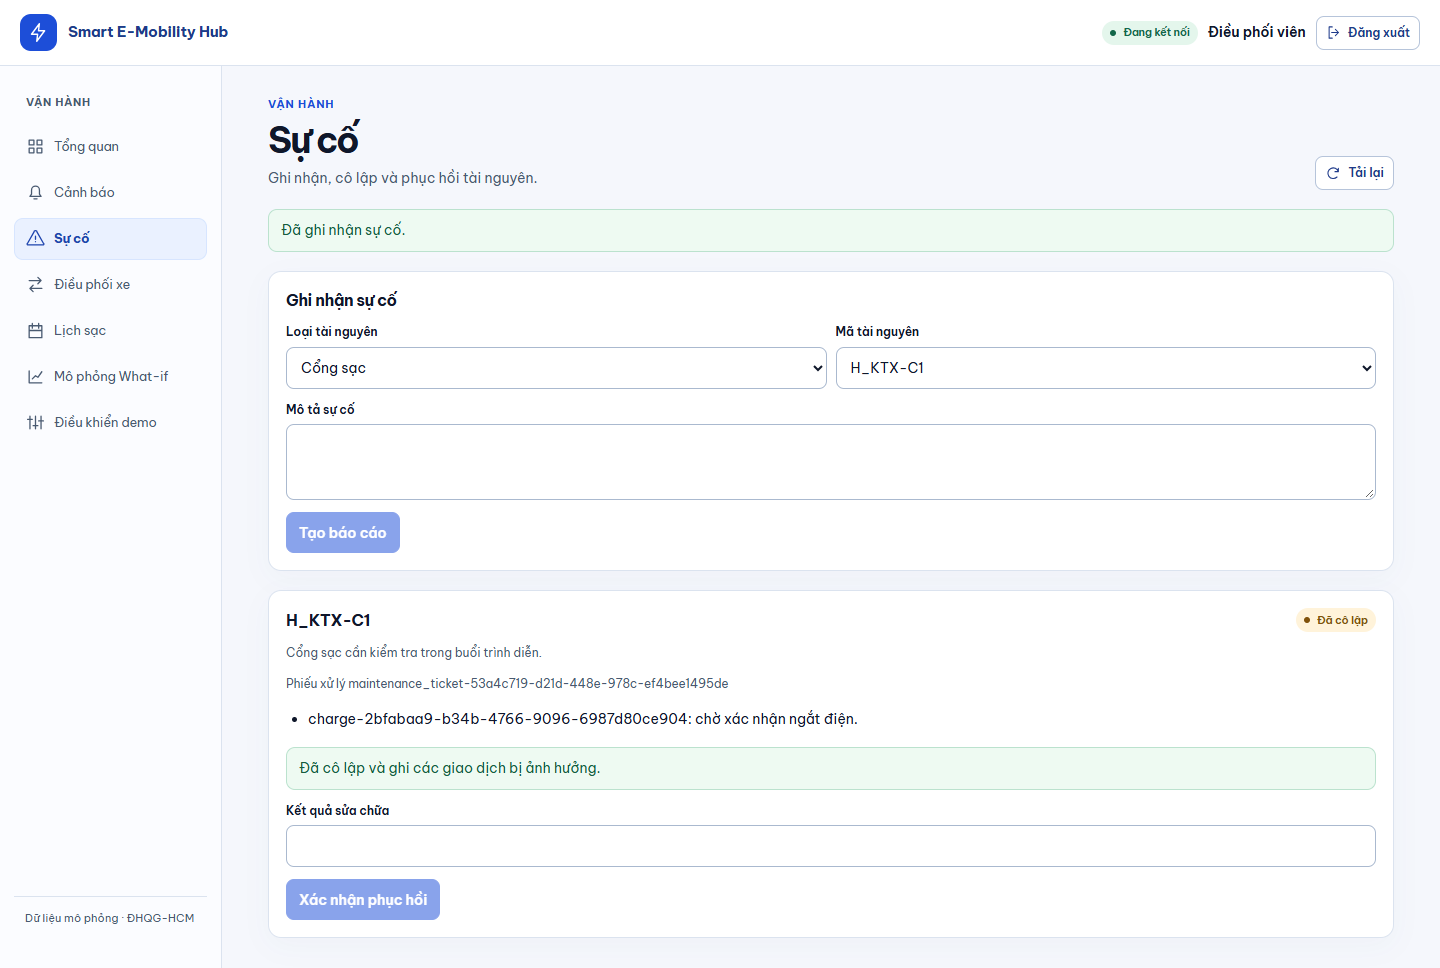 Smart E-Mobility Hub
Đang kết nối
Điều phối viên
Đăng xuất
VẬN HÀNH
Tổng quan
Cảnh báo
Sự cố
Điều phối xe
Lịch sạc
Mô phỏng What-if
Điều khiển demo
Dữ liệu mô phỏng · ĐHQG-HCM
VẬN HÀNH
Sự cố
Ghi nhận, cô lập và phục hồi tài nguyên.
Tải lại
Đã ghi nhận sự cố.
Ghi nhận sự cố
Loại tài nguyên
Mã tài nguyên
Cổng sạc
H_KTX-C1
Mô tả sự cố
Tạo báo cáo
H_KTX-C1
Đã cô lập
Cổng sạc cần kiểm tra trong buổi trình diễn.
Phiếu xử lý maintenance_ticket-53a4c719-d21d-448e-978c-ef4bee1495de
charge-2bfabaa9-b34b-4766-9096-6987d80ce904: chờ xác nhận ngắt điện.
Đã cô lập và ghi các giao dịch bị ảnh hưởng.
Kết quả sửa chữa
Xác nhận phục hồi